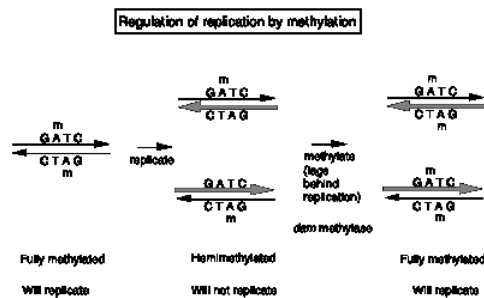 Regulation of replication by methylation
m
GATC
CTAG
m
Fully methylated
Will replicate
replicate
m
GATC
CTAG
GATC
CTAG
m
Hemimethylated
Will not replicate
methylate
(lags
behind
replication)
dam methylase
m
GATC
CTAG
GATC
CTAG
m
Fully methylated
Will replicate